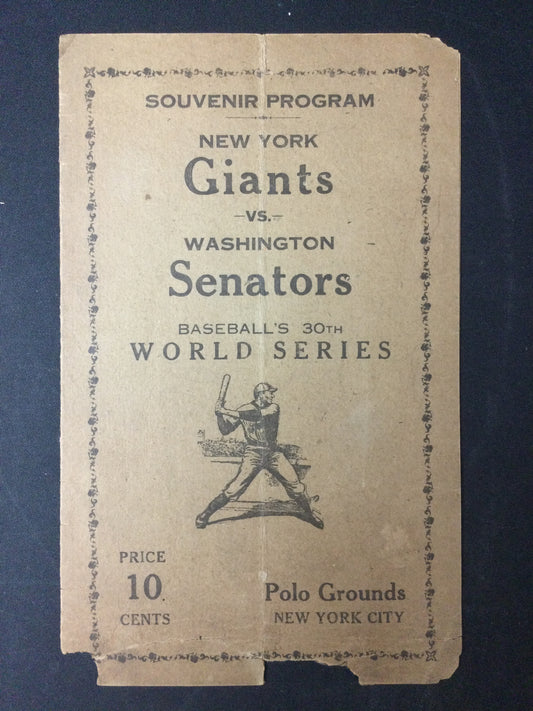 SOUVENIR PROGRAM
NEW YORK
Giants
-VS.-
WASHINGTON
Senators
BASEBALL'S 30TH
WORLD SERIES
PRICE
10
CENTS
Polo Grounds
NEW YORK CITY